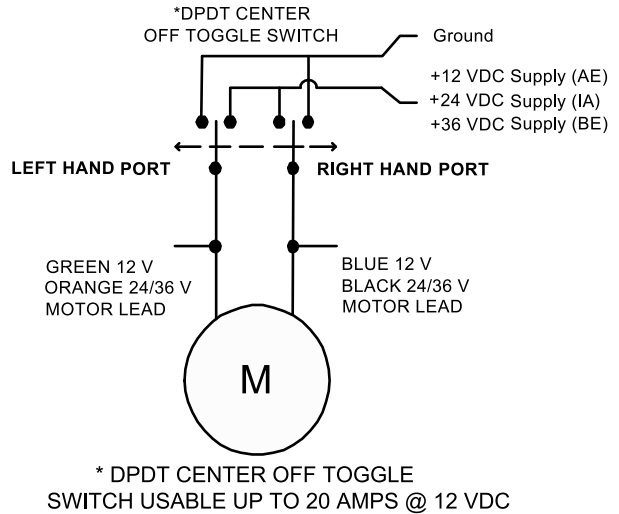 *DPDT CENTER
OFF TOGGLE SWITCH
Ground
+12 VDC Supply (AE)
+24 VDC Supply (IA)
+36 VDC Supply (BE)
LEFT HAND PORT
RIGHT HAND PORT
GREEN 12 V
ORANGE 24/36 V
MOTOR LEAD
BLUE 12 V
BLACK 24/36 V
MOTOR LEAD
M
* DPDT CENTER OFF TOGGLE
SWITCH USABLE UP TO 20 AMPS @ 12 VDC